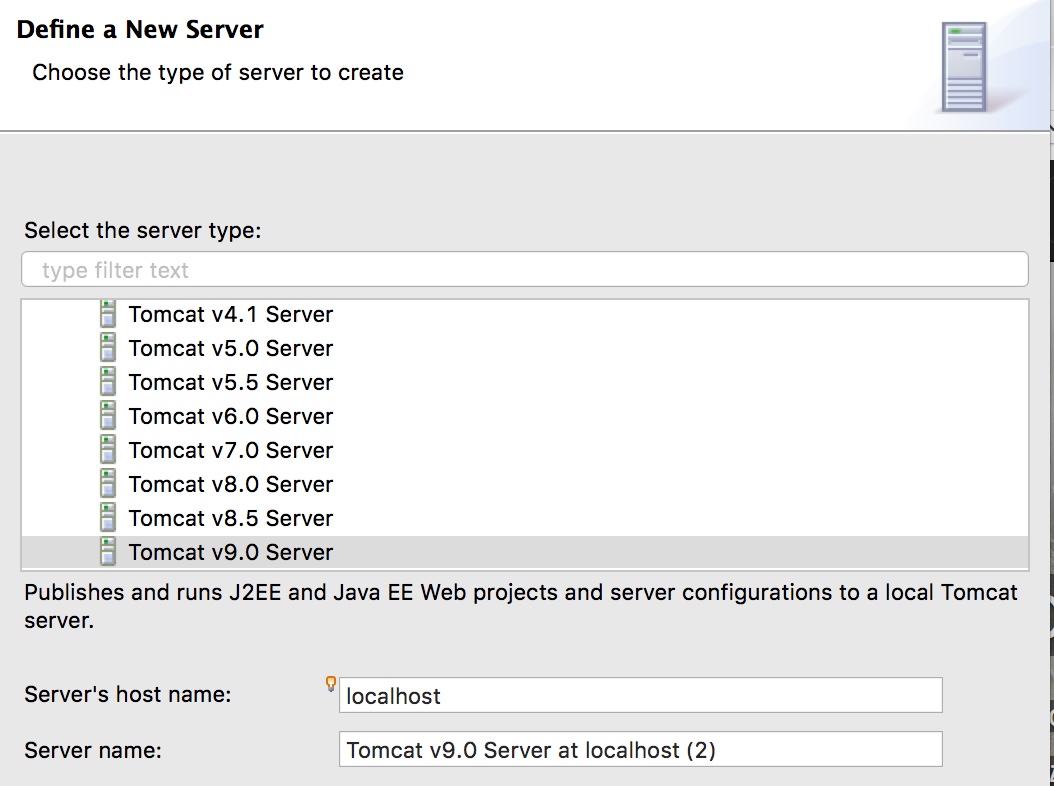 Define a New Server
Choose the type of server to create
Select the server type:
type filter text
Tomcat v4.1 Server
Tomcat v5.0 Server
Tomcat v5.5 Server
Tomcat v6.0 Server
Tomcat v7.0 Server
Tomcat v8.0 Server
Tomcat v8.5 Server
Tomcat v9.0 Server
Publishes and runs J2EE and Java EE Web projects and server configurations to a local Tomcat
server.
Server's host name:
localhost
Server name:
Tomcat v9.0 Server at localhost (2)